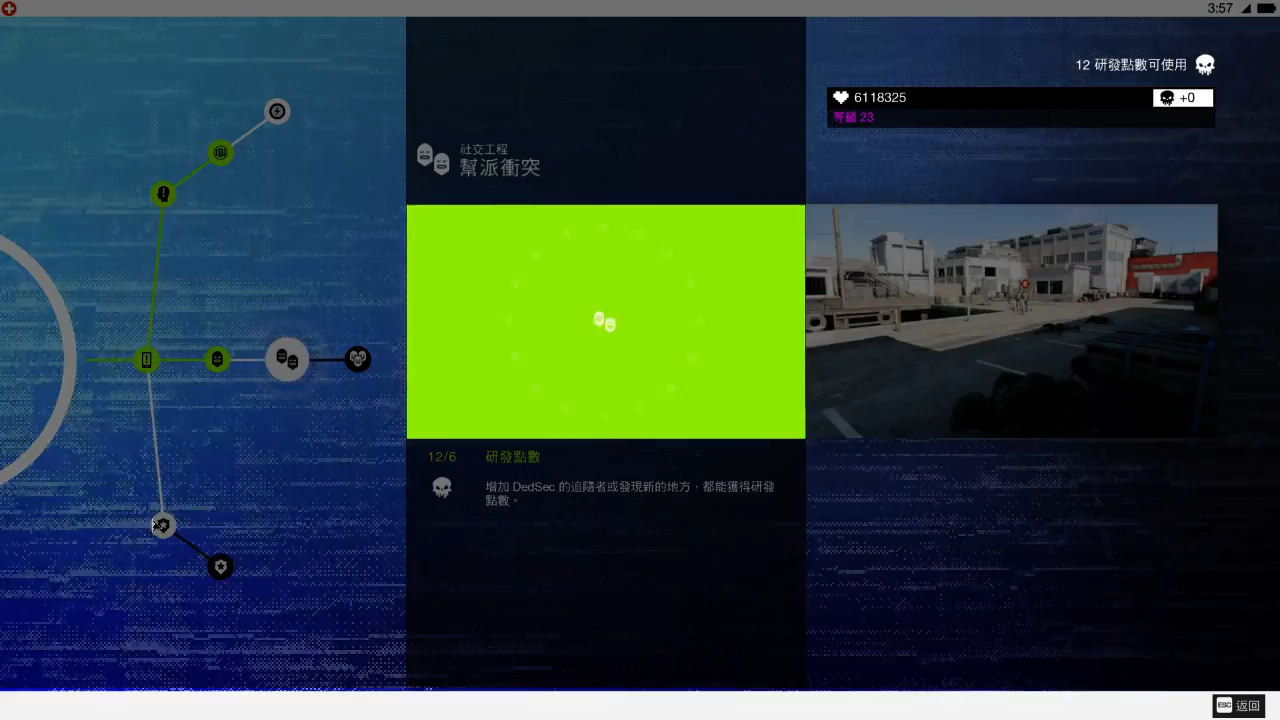 3:57
12 研發點數可使用
6118325
+0
等級 23
社交工程
幫派衝突
12/6 研發點數
增加 DedSec 的追隨者或發現新的地方，都能獲得研發
點數。
ESC 返回